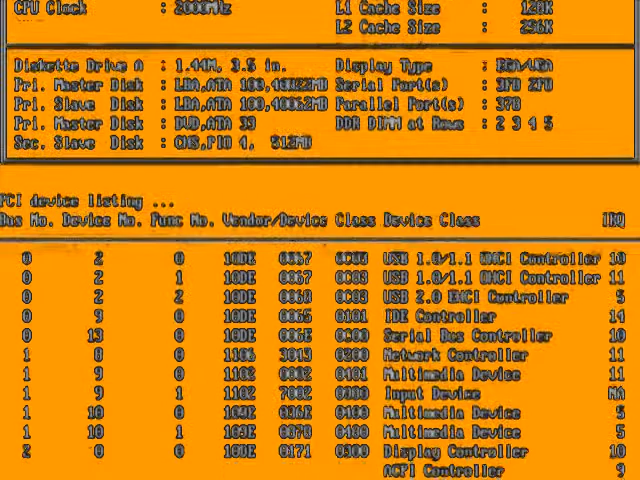 CPU Clock : 2000MHz L1 Cache Size : 128K
L2 Cache Size : 256K
Diskette Drive A : 1.44M, 3.5 in. Display Type :
Pri. Master Disk : LBA,ATA 100, Serial Port(s) : 3F8 2F8
Pri. Slave Disk : LBA,ATA 100, Parallel Port(s) : 378
Pri. Master Disk : DVD,ATA 33 DDR DIMM at Rows : 2 3 4 5
Sec. Slave Disk : CHS,PIO 4, 512MB
PCI device listing ...
Bus No. Device No. Func No. Vendor/Device Class Device Class IRQ
0 2 0 10DE 0067 0C03 USB 1.0/1.1 OHCI Controller 10
0 2 1 10DE 0067 0C03 USB 1.0/1.1 OHCI Controller 11
0 2 2 10DE 0068 0C03 USB 2.0 EHCI Controller 5
0 9 0 10DE 0065 0101 IDE Controller 14
0 13 0 10DE 006E 0C00 Serial Bus Controller 10
1 8 0 1106 3043 0200 Network Controller 11
1 9 0 1102 0002 0401 Multimedia Device 11
1 9 1 1102 7002 0980 Input Device NA
1 10 0 109E 036E 0400 Multimedia Device 5
1 10 1 109E 0878 0480 Multimedia Device 5
2 0 0 10DE 0171 0300 Display Controller 10
ACPI Controller 9